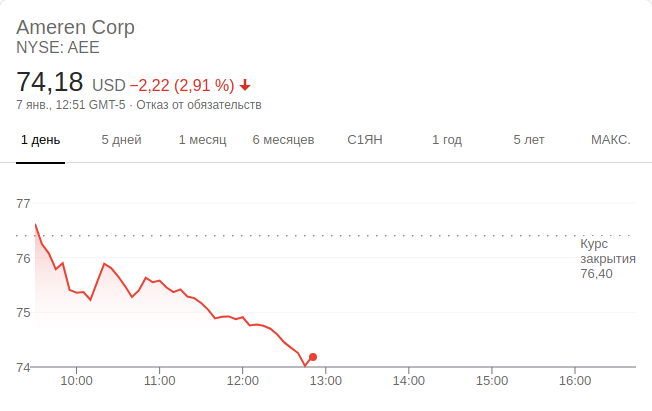 Ameren Corp
NYSE: AEE
74,18 USD −2,22 (2,91 %)
7 янв., 12:51 GMT-5 · Отказ от обязательств
1 день 5 дней 1 месяц 6 месяцев С1ЯН 1 год 5 лет МАКС.
77
Курс
закрытия
76,40
76
75
74
10:00 11:00 12:00 13:00 14:00 15:00 16:00